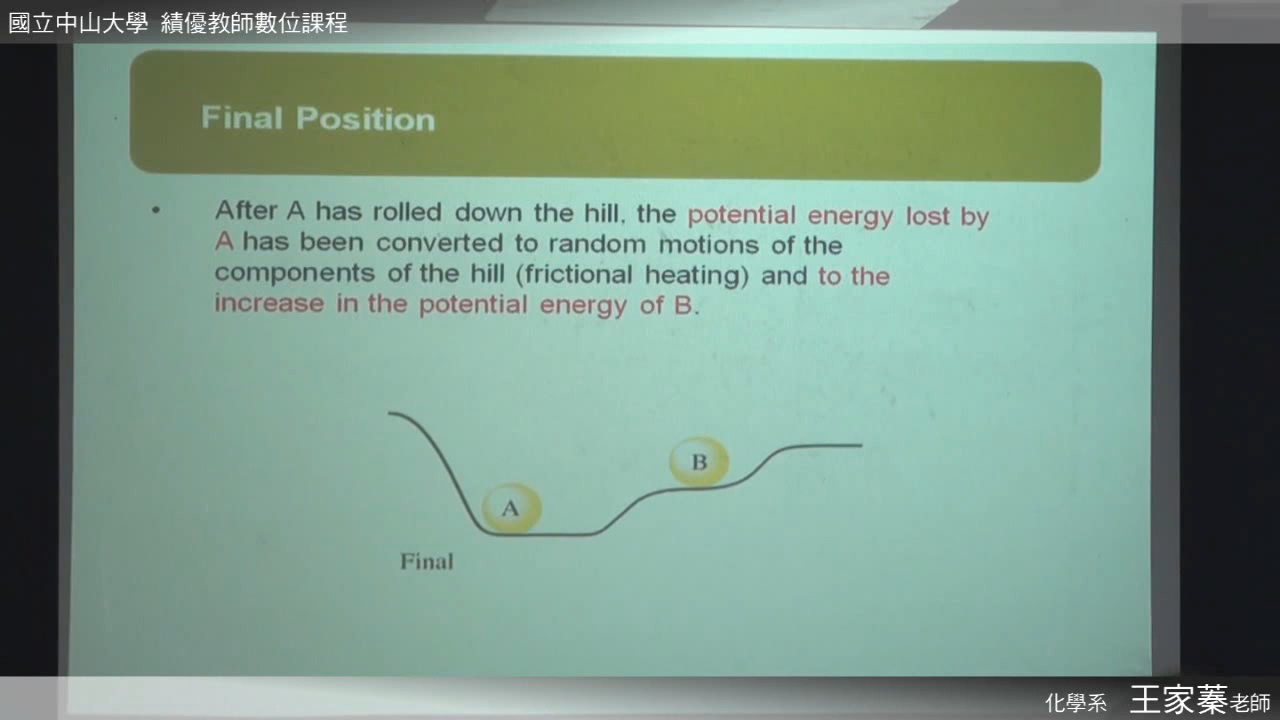 國立中山大學 績優教師數位課程
Final Position
• After A has rolled down the hill, the potential energy lost by
A has been converted to random motions of the
components of the hill (frictional heating) and to the
increase in the potential energy of B.
B
A
Final
化學系 王家蓁老師